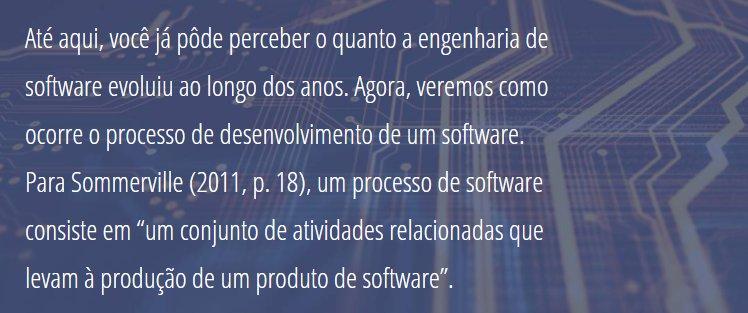 Até aqui, você já pôde perceber o quanto a engenharia de
software evoluiu ao longo dos anos. Agora, veremos como
ocorre o processo de desenvolvimento de um software.
Para Sommerville (2011, p. 18), um processo de software
consiste em “um conjunto de atividades relacionadas que
levam à produção de um produto de software”.